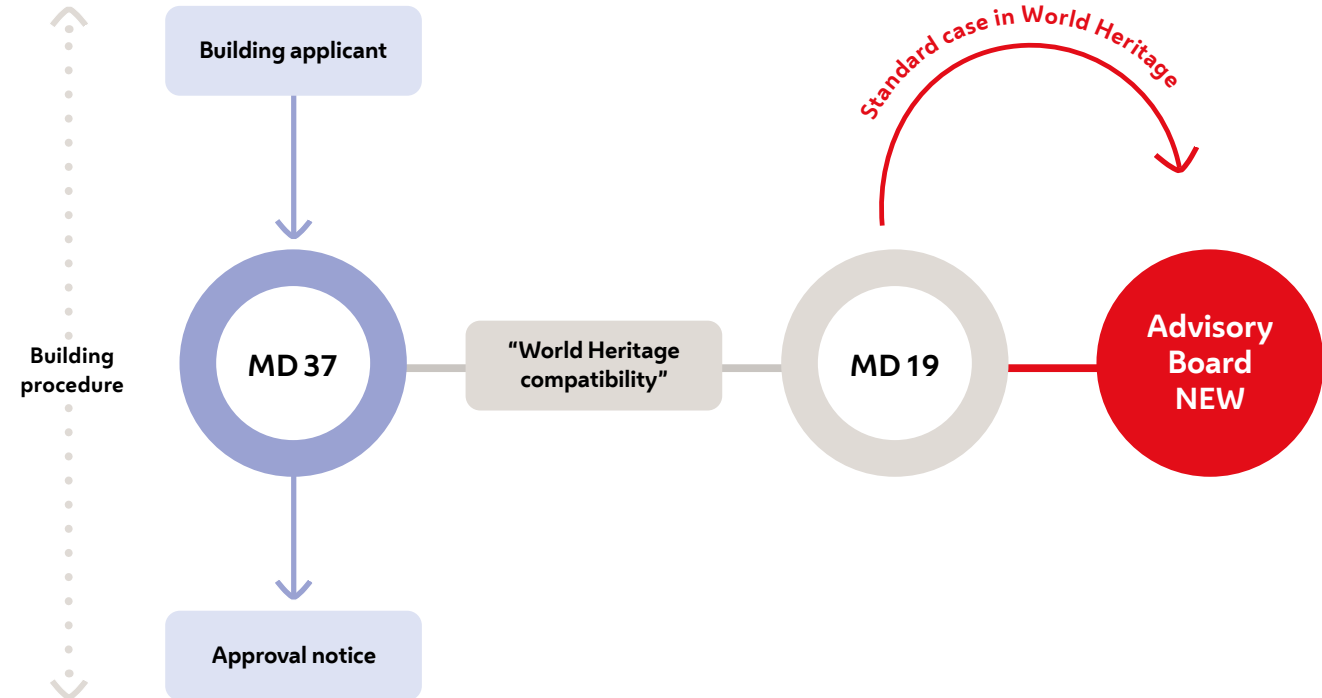 Building applicant
Standard case in World Heritage
Building
procedure
MD 37
“World Heritage
compatibility”
MD 19
Advisory
Board
NEW
Approval notice